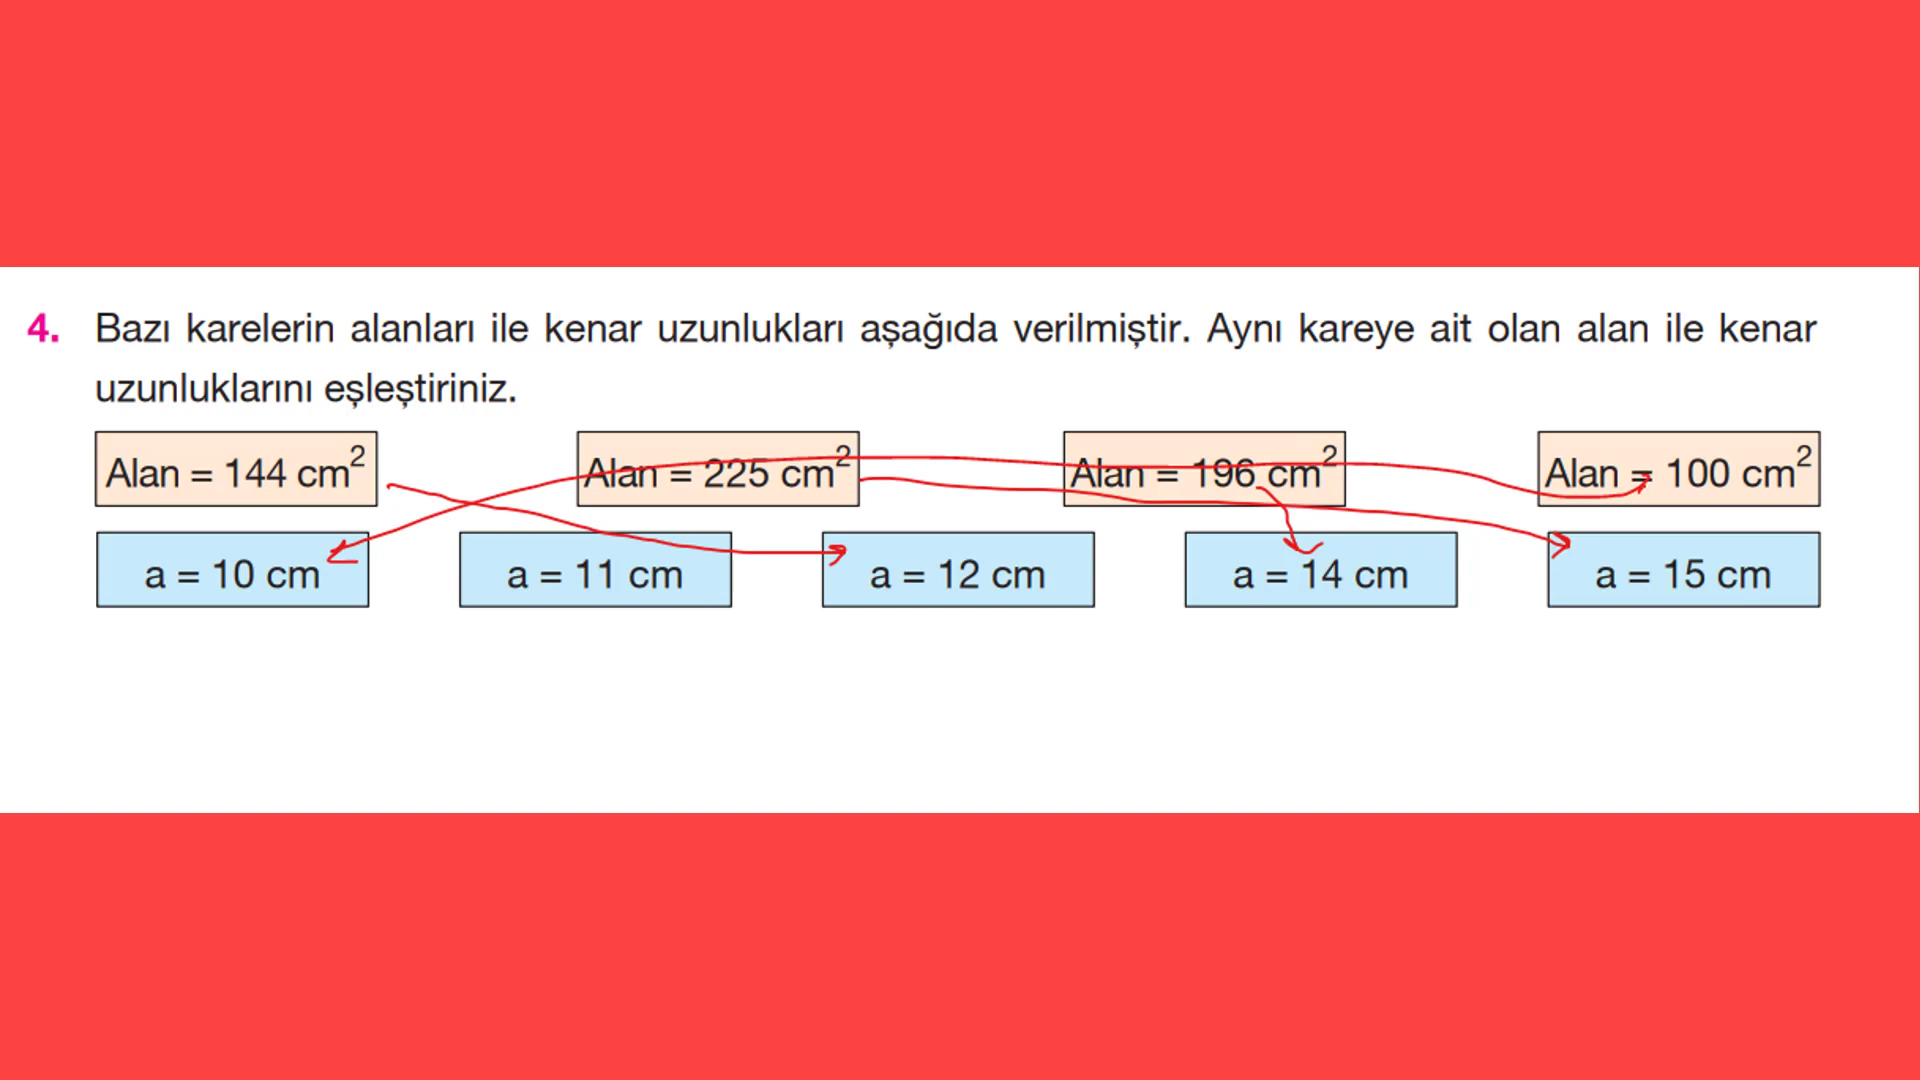 4. Bazı karelerin alanları ile kenar uzunlukları aşağıda verilmiştir. Aynı kareye ait olan alan ile kenar
uzunluklarını eşleştiriniz.
Alan = 144 cm² Alan = 225 cm² Alan = 196 cm² Alan = 100 cm²
a = 10 cm a = 11 cm a = 12 cm a = 14 cm a = 15 cm